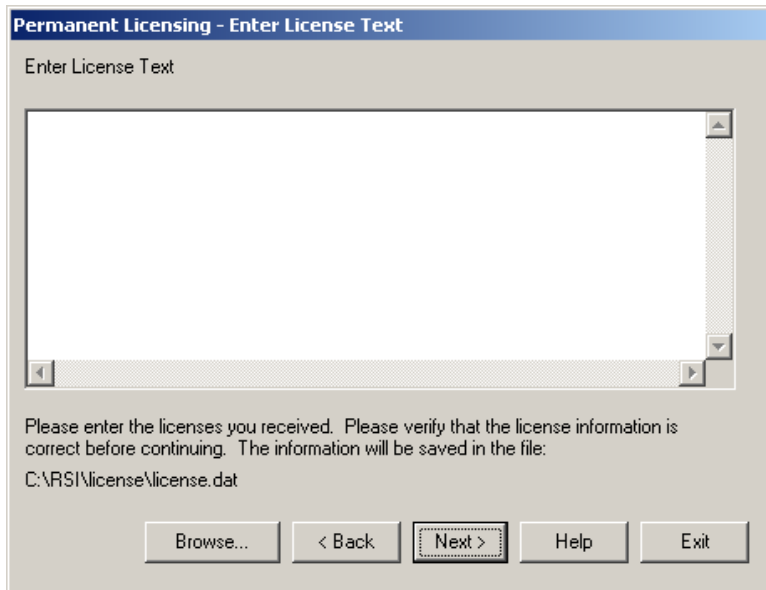 Permanent Licensing - Enter License Text
Enter License Text
Please enter the licenses you received.  Please verify that the license information is
correct before continuing.  The information will be saved in the file:
C:\RSI\license\license.dat
Browse... < Back Next > Help Exit